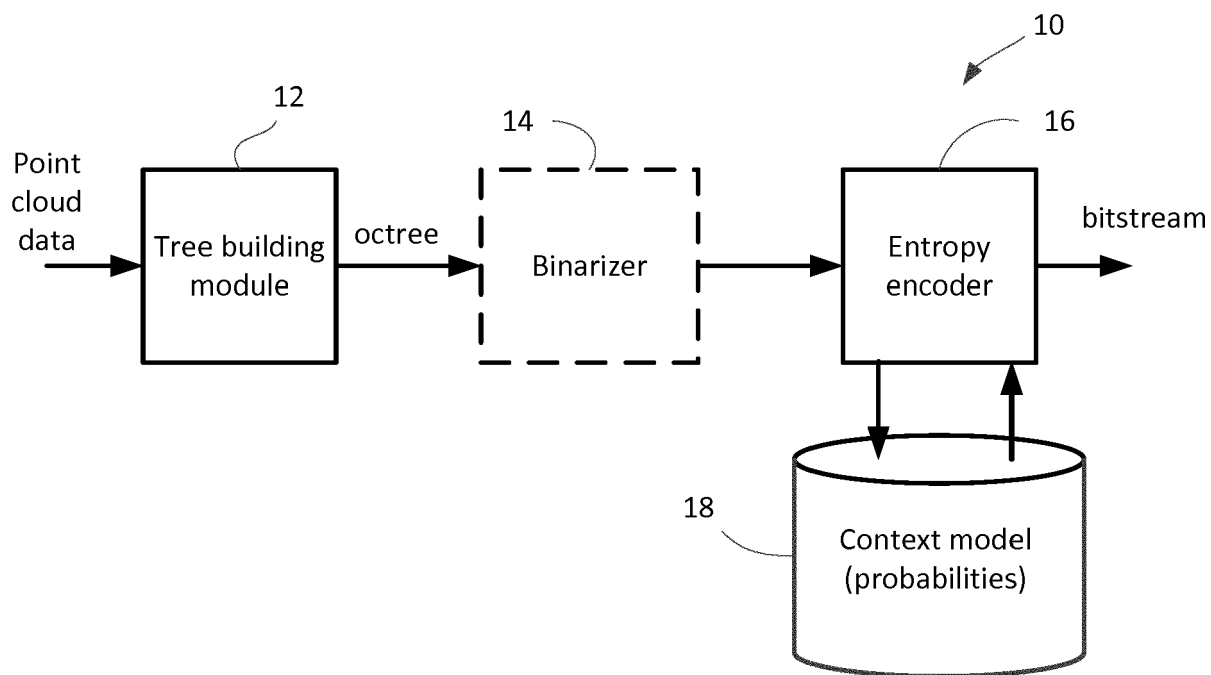 10
12
14
16
Point
cloud
data
Tree building
module
octree
Binarizer
Entropy
encoder
bitstream
18
Context model
(probabilities)